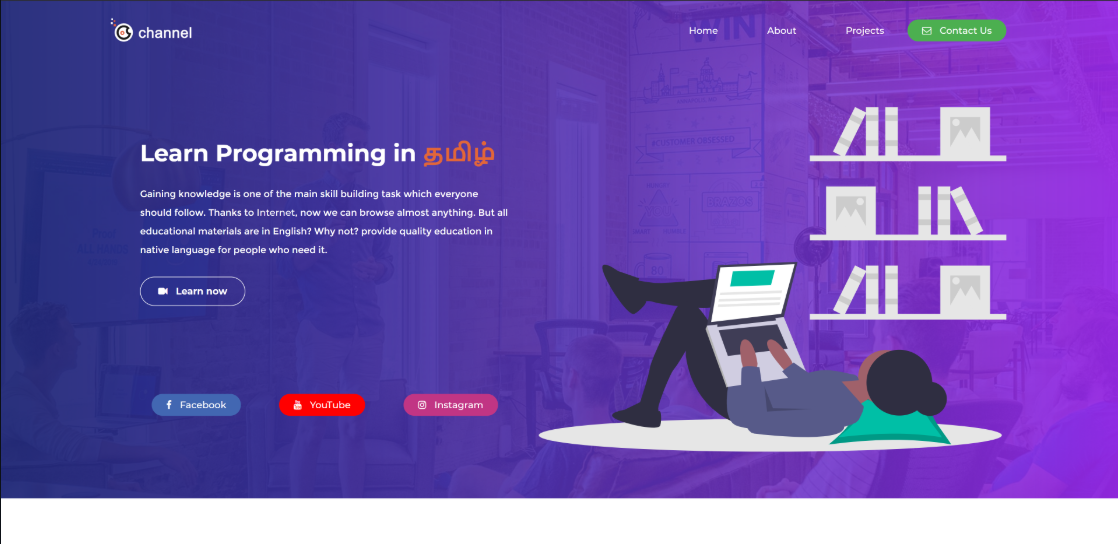 channel
Home About Projects Contact Us
WIN
#CUSTOMER OBSESSED
Learn Programming in தமிழ்
Gaining knowledge is one of the main skill building task which everyone
should follow. Thanks to Internet, now we can browse almost anything. But all
educational materials are in English? Why not? provide quality education in
native language for people who need it.
Learn now
Facebook YouTube Instagram